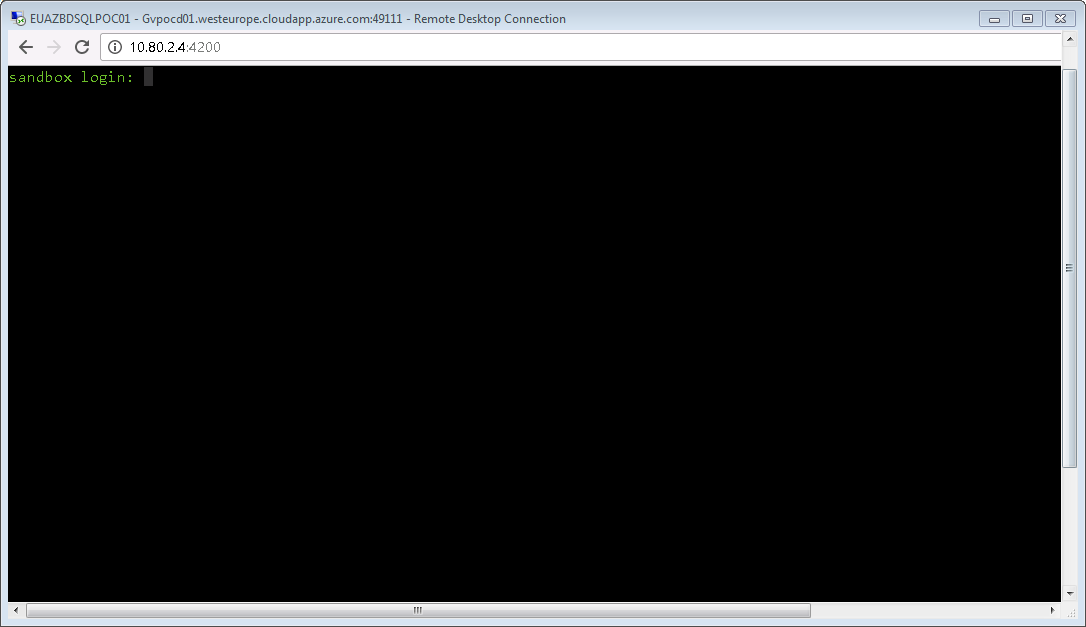 EUAZBDSQLPOC01 - Gvpocd01.westeurope.cloudapp.azure.com:49111 - Remote Desktop Connection
10.80.2.4:4200
sandbox login: